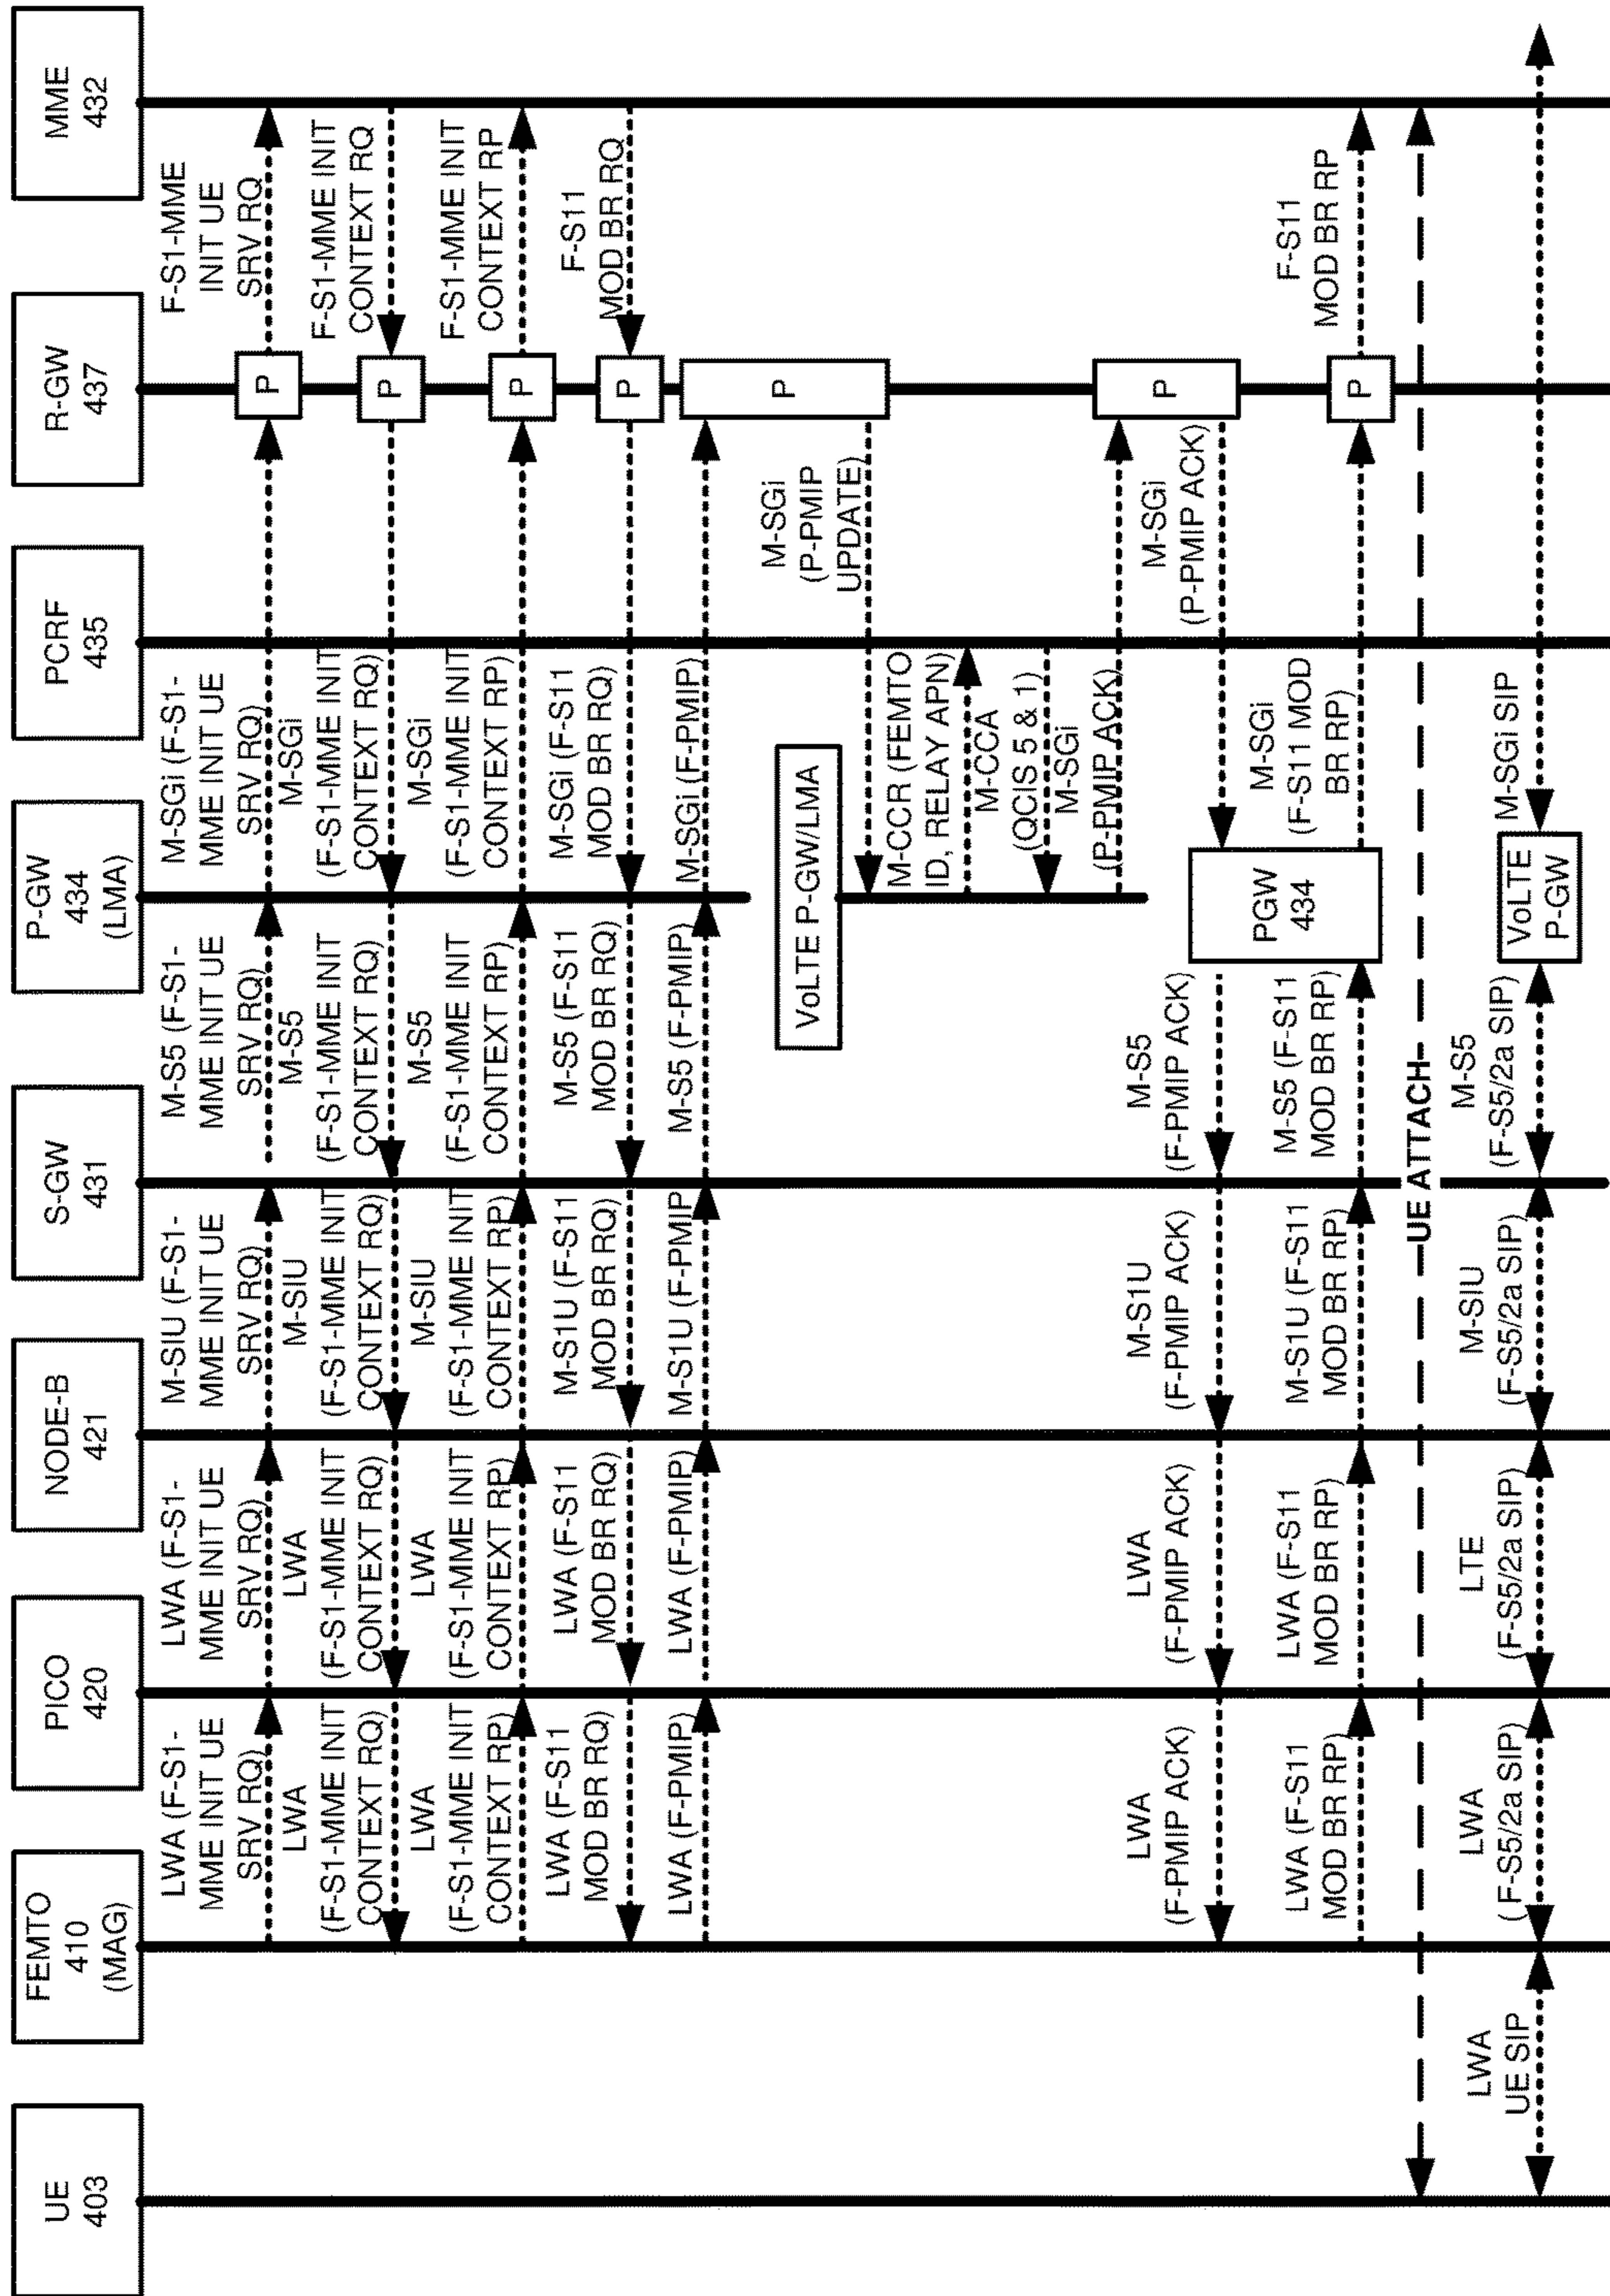 UE
403
FEMTO
410
(MAG)
PICO
420
NODE-B
421
S-GW
431
P-GW
434
(LMA)
PCRF
435
R-GW
437
MME
432
LWA (F-S1-
MME INIT UE
SRV RQ)
LWA (F-S1-
MME INIT UE
SRV RQ)
M-SIU (F-S1-
MME INIT UE
SRV RQ)
M-S5 (F-S1-
MME INIT UE
SRV RQ)
M-SGi (F-S1-
MME INIT UE
SRV RQ)
P
F-S1-MME
INIT UE
SRV RQ
LWA
(F-S1-MME INIT
CONTEXT RQ)
LWA
(F-S1-MME INIT
CONTEXT RQ)
M-SIU
(F-S1-MME INIT
CONTEXT RQ)
M-S5
(F-S1-MME INIT
CONTEXT RQ)
M-SGi
(F-S1-MME INIT
CONTEXT RQ)
P
F-S1-MME INIT
CONTEXT RQ
LWA
(F-S1-MME INIT
CONTEXT RP)
LWA
(F-S1-MME INIT
CONTEXT RP)
M-SIU
(F-S1-MME INIT
CONTEXT RP)
M-S5
(F-S1-MME INIT
CONTEXT RP)
M-SGi
(F-S1-MME INIT
CONTEXT RP)
P
F-S1-MME INIT
CONTEXT RP
LWA (F-S11
MOD BR RQ)
LWA (F-S11
MOD BR RQ)
M-S1U (F-S11
MOD BR RQ)
M-S5 (F-S11
MOD BR RQ)
M-SGi (F-S11
MOD BR RQ)
P
F-S11
MOD BR RQ
LWA (F-PMIP)
LWA (F-PMIP)
M-S1U (F-PMIP
M-S5 (F-PMIP)
M-SGi (F-PMIP)
P
VoLTE P-GW/LMA
M-SGi
(P-PMIP
UPDATE)
M-CCR (FEMTO
ID, RELAY APN)
M-CCA
(QCIS 5 & 1)
M-SGi
(P-PMIP ACK)
P
LWA
(F-PMIP ACK)
LWA
(F-PMIP ACK)
M-S1U
(F-PMIP ACK)
M-S5
(F-PMIP ACK)
PGW
434
M-SGi
(P-PMIP ACK)
LWA (F-S11
MOD BR RP)
LWA (F-S11
MOD BR RP)
M-S1U (F-S11
MOD BR RP)
M-S5 (F-S11
MOD BR RP)
M-SGi
(F-S11 MOD
BR RP)
P
F-S11
MOD BR RP
UE ATTACH
LWA
UE SIP
LWA
( F-S5/2a SIP)
LTE
(F-S5/2a SIP)
M-SIU
(F-S5/2a SIP)
M-S5
(F-S5/2a SIP)
VoLTE
P-GW
M-SGi SIP